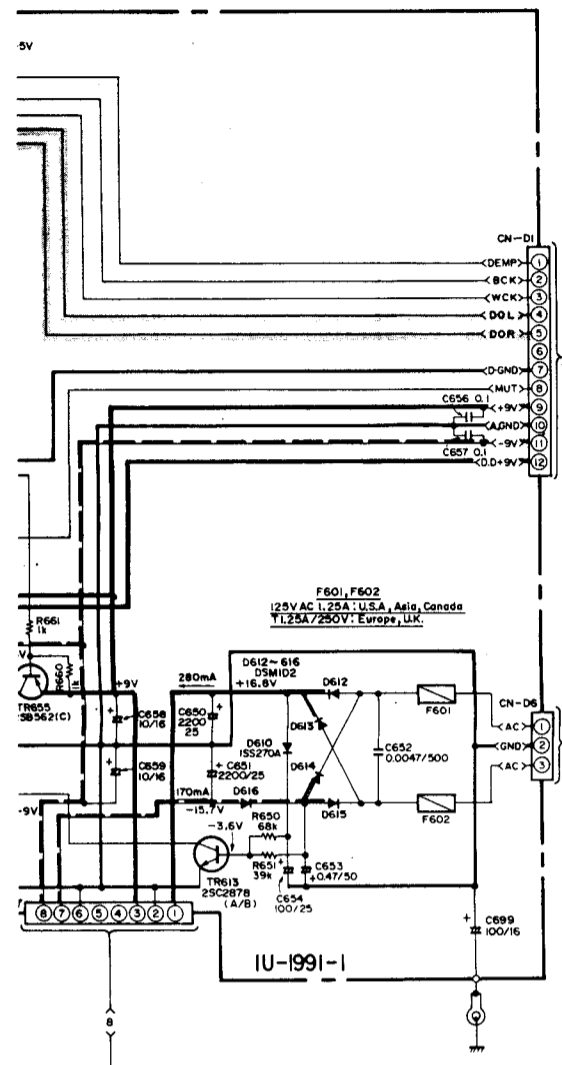 -5V
CN-D1
DEMP 1
BCK 2
WCK 3
DOL 4
DOR 5
6
D·GND 7
MUT 8
C656 0.1
+9V 9
A.GND 10
-9V 11
C657 0.1
D.D+9V 12
F601, F602
125V AC 1.25A : U.S.A, Asia, Canada
T1.25A/250V : Europe, U.K.
R661
1k
R660
1k
TR655
2SB562(C)
+9V
C658
10/16
C659
10/16
-9V
280mA
D612~616
DSM1D2
+16.8V
D612
C650
2200
25
D610
1SS270A
D613
D614
C651
2200/25
170mA
D616
-15.7V
D615
C652
0.0047/500
F601
F602
CN-D6
AC 1
GND 2
AC 3
R650
68k
-3.6V
R651
39k
C653
0.47/50
C654
100/25
TR613
2SC2878
(A/B)
C699
100/16
8 7 6 5 4 3 2 1
1U-1991-1
8